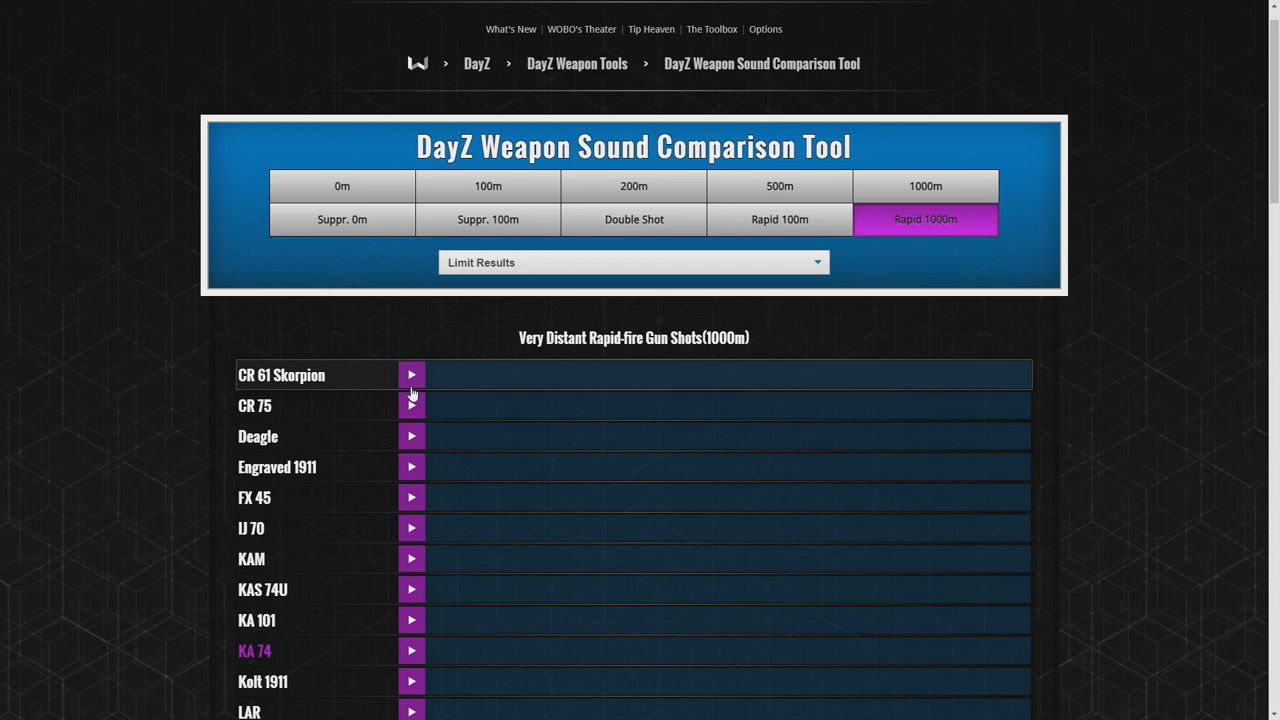 What's New | WOBO's Theater | Tip Heaven | The Toolbox | Options
› DayZ › DayZ Weapon Tools › DayZ Weapon Sound Comparison Tool
DayZ Weapon Sound Comparison Tool
0m 100m 200m 500m 1000m
Suppr. 0m Suppr. 100m Double Shot Rapid 100m Rapid 1000m
Limit Results
Very Distant Rapid-fire Gun Shots(1000m)
CR 61 Skorpion
CR 75
Deagle
Engraved 1911
FX 45
IJ 70
KAM
KAS 74U
KA 101
KA 74
Kolt 1911
LAR